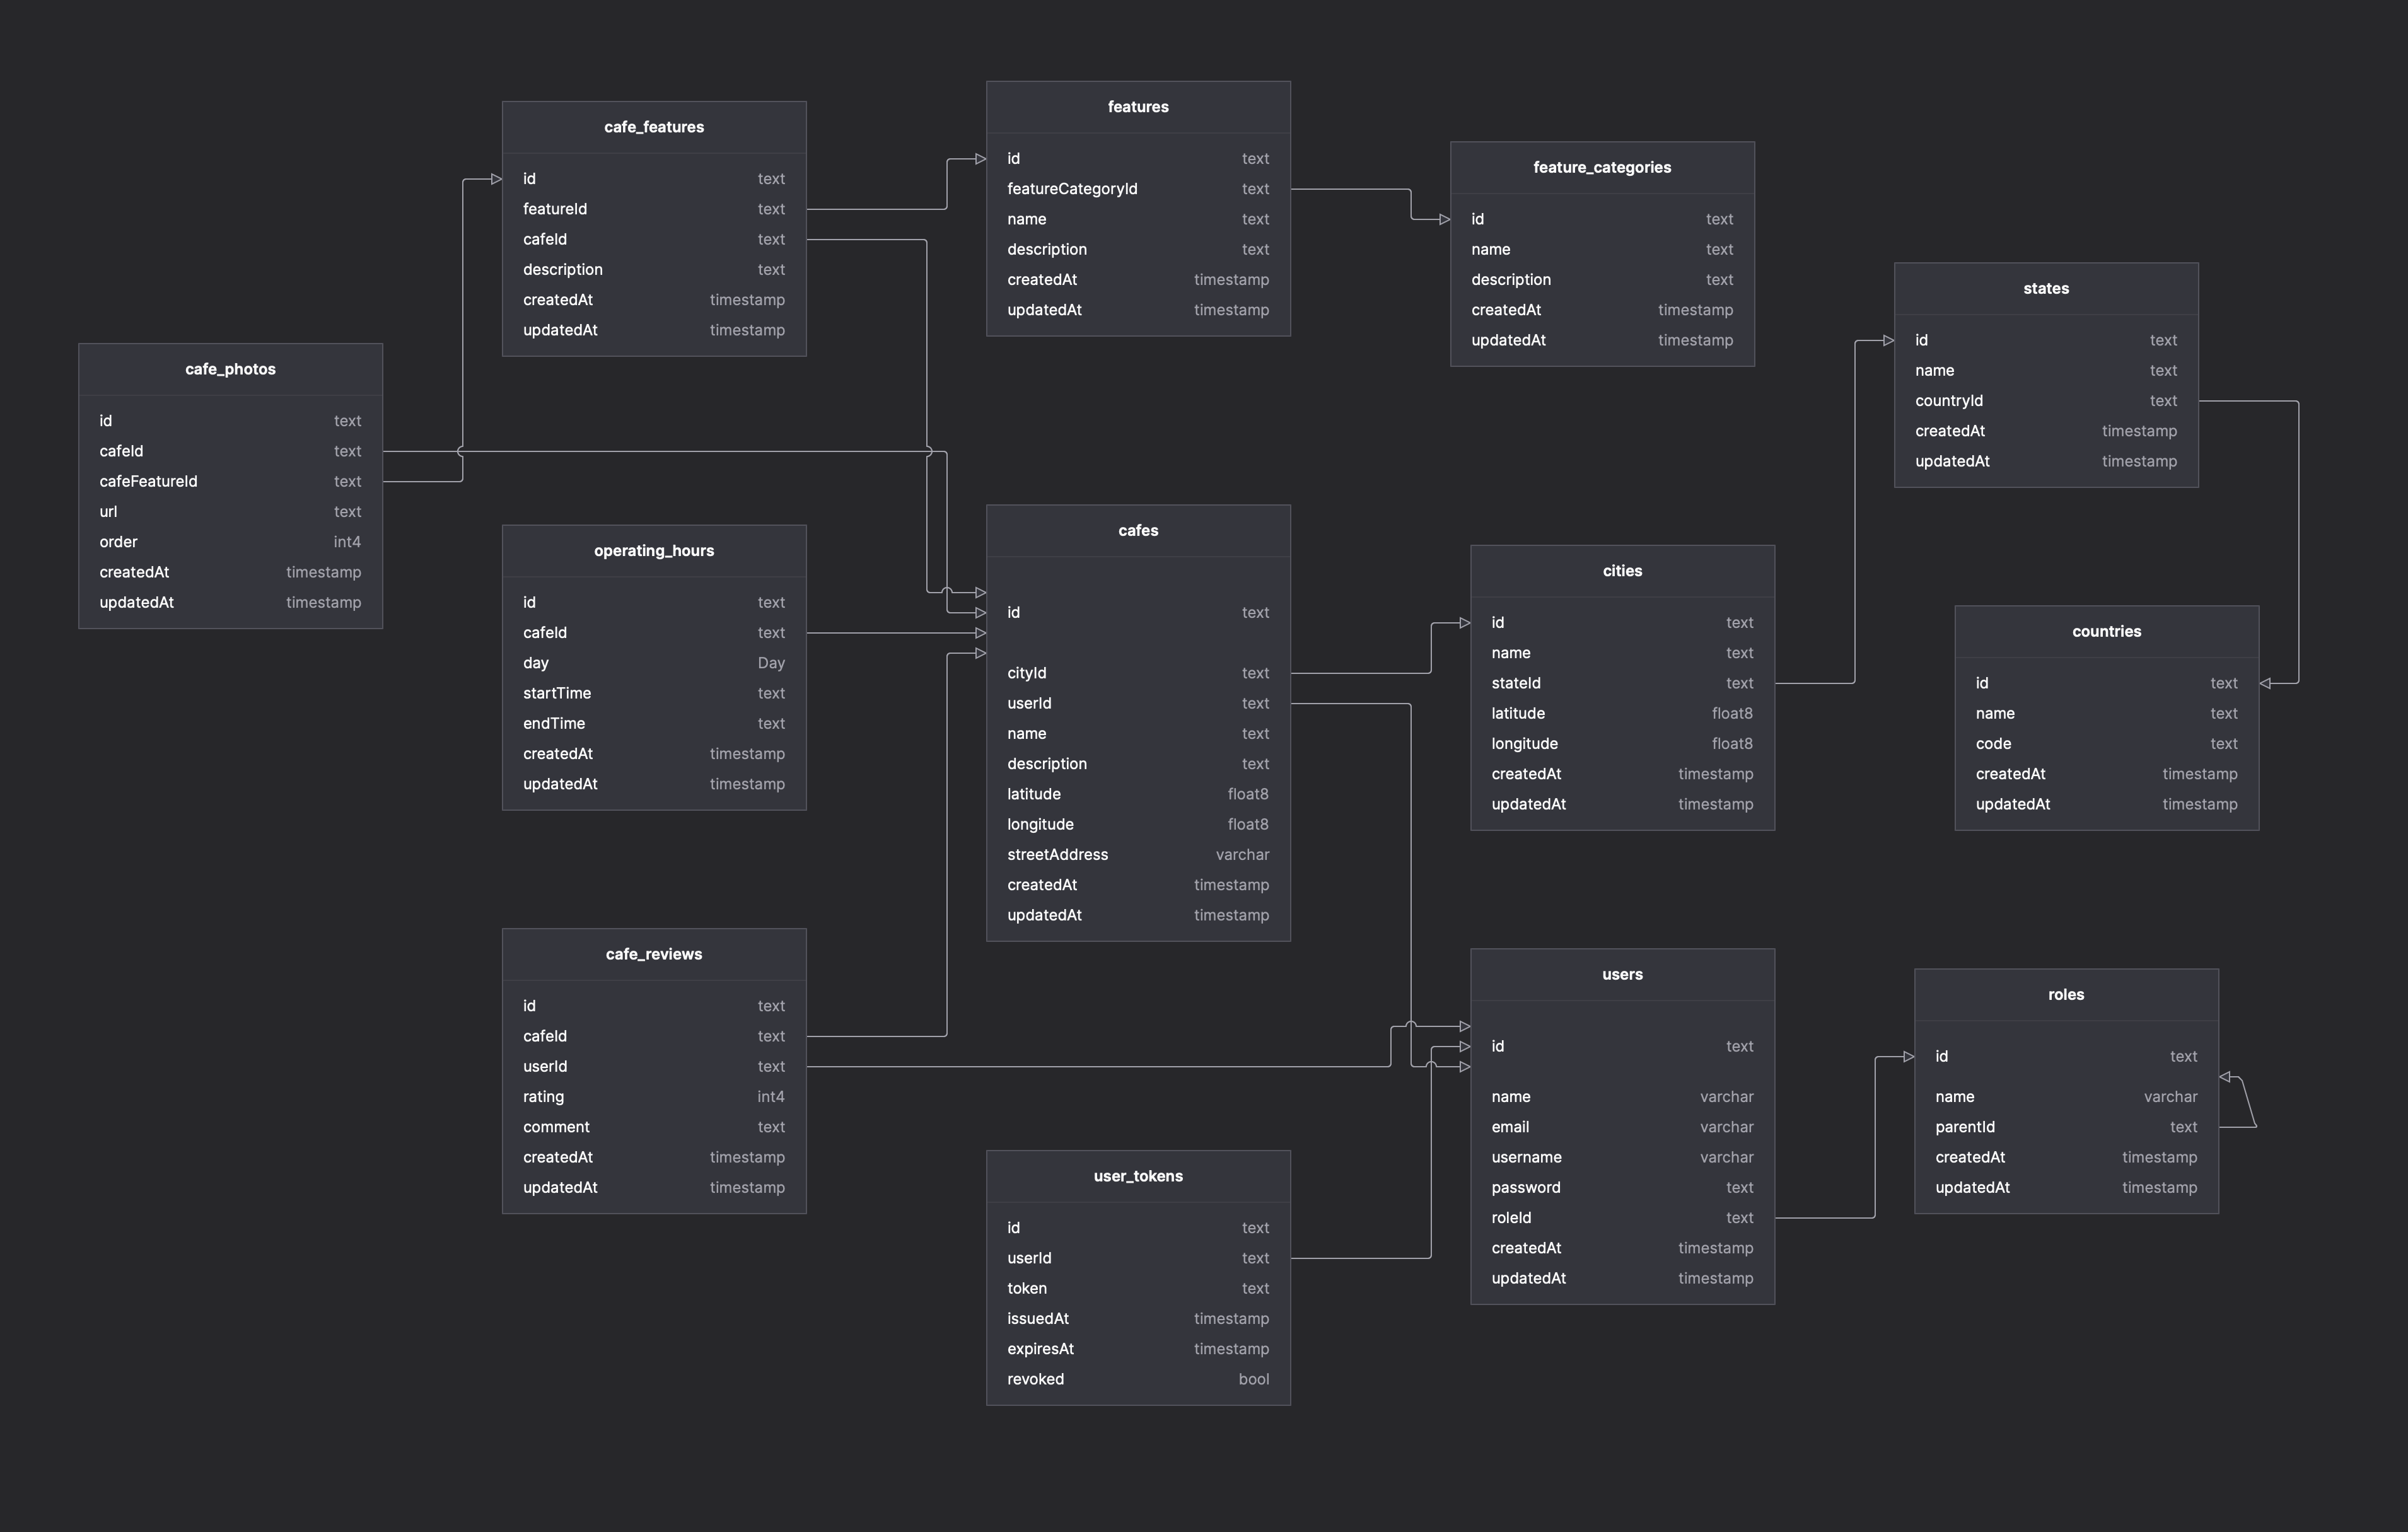 cafe_features
id text
featureId text
cafeId text
description text
createdAt timestamp
updatedAt timestamp
features
id text
featureCategoryId text
name text
description text
createdAt timestamp
updatedAt timestamp
feature_categories
id text
name text
description text
createdAt timestamp
updatedAt timestamp
states
id text
name text
countryId text
createdAt timestamp
updatedAt timestamp
cafe_photos
id text
cafeId text
cafeFeatureId text
url text
order int4
createdAt timestamp
updatedAt timestamp
operating_hours
id text
cafeId text
day Day
startTime text
endTime text
createdAt timestamp
updatedAt timestamp
cafes
id text
cityId text
userId text
name text
description text
latitude float8
longitude float8
streetAddress varchar
createdAt timestamp
updatedAt timestamp
cities
id text
name text
stateId text
latitude float8
longitude float8
createdAt timestamp
updatedAt timestamp
countries
id text
name text
code text
createdAt timestamp
updatedAt timestamp
cafe_reviews
id text
cafeId text
userId text
rating int4
comment text
createdAt timestamp
updatedAt timestamp
user_tokens
id text
userId text
token text
issuedAt timestamp
expiresAt timestamp
revoked bool
users
id text
name varchar
email varchar
username varchar
password text
roleId text
createdAt timestamp
updatedAt timestamp
roles
id text
name varchar
parentId text
createdAt timestamp
updatedAt timestamp